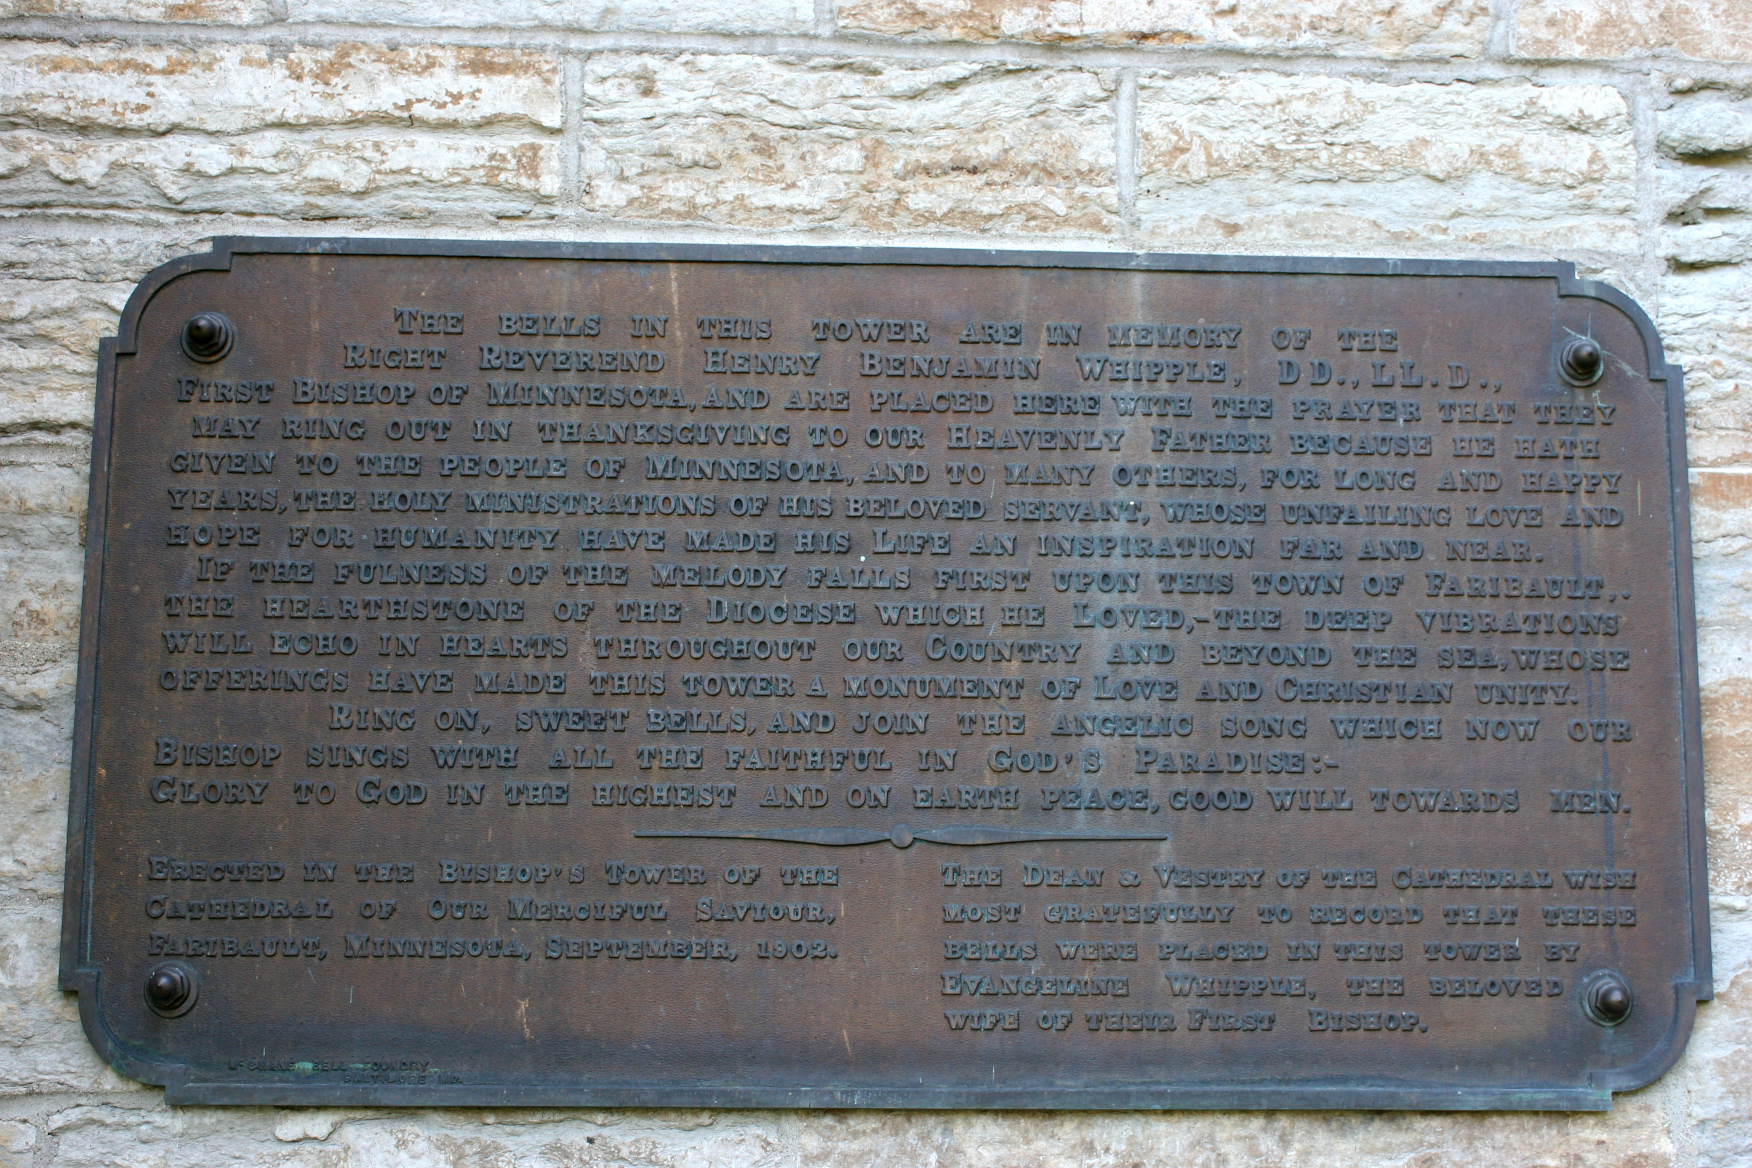 The bells in this tower are in memory of the
Right Reverend Henry Benjamin Whipple, DD., LL.D.,
First Bishop of Minnesota, and are placed here with the prayer that they
may ring out in thanksgiving to our Heavenly Father because He hath
given to the people of Minnesota, and to many others, for long and happy
years, the holy ministrations of his beloved servant, whose unfailing love and
hope for humanity have made his Life an inspiration far and near.
If the fulness of the melody falls first upon this town of Faribault,.
the hearthstone of the Diocese which he Loved,-the deep vibrations
will echo in hearts throughout our Country and beyond the sea, whose
offerings have made this tower a monument of Love and Christian unity.
Ring on, sweet bells, and join the angelic song which now our
Bishop sings with all the faithful in God's Paradise:-
Glory to God in the highest and on earth peace, good will towards men.
Erected in the Bishop's Tower of the
Cathedral of Our Merciful Saviour,
Faribault, Minnesota, September, 1902.
The Dean & Vestry of the Cathedral wish
most gratefully to record that these
bells were placed in this tower by
Evangeline Whipple, the beloved
wife of their First Bishop.
McShane Bell Foundry
Baltimore Md.